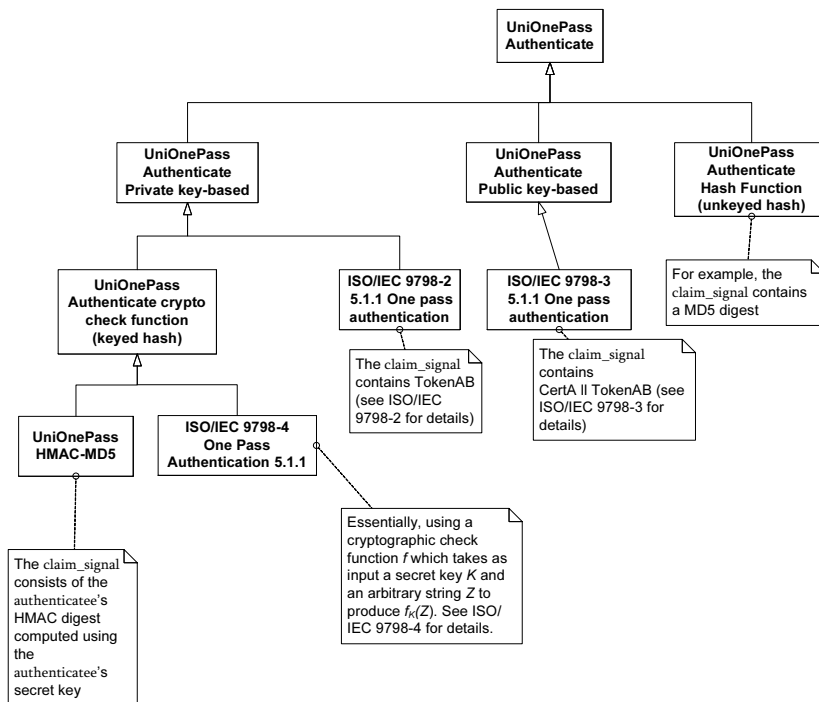 UniOnePass
Authenticate
UniOnePass
Authenticate
Private key-based
UniOnePass
Authenticate
Public key-based
UniOnePass
Authenticate
Hash Function
(unkeyed hash)
UniOnePass
Authenticate crypto
check function
(keyed hash)
ISO/IEC 9798-2
5.1.1 One pass
authentication
ISO/IEC 9798-3
5.1.1 One pass
authentication
For example, the
claim_signal contains
a MD5 digest
The claim_signal
contains TokenAB
(see ISO/IEC
9798-2 for details)
The claim_signal
contains
CertA ll TokenAB (see
ISO/IEC 9798-3 for
details)
UniOnePass
HMAC-MD5
ISO/IEC 9798-4
One Pass
Authentication 5.1.1
Essentially, using a
cryptographic check
function f which takes as
input a secret key K and
an arbitrary string Z to
produce fK(Z). See ISO/
IEC 9798-4 for details.
The claim_signal
consists of the
authenticatee's
HMAC digest
computed using
the
authenticatee's
secret key